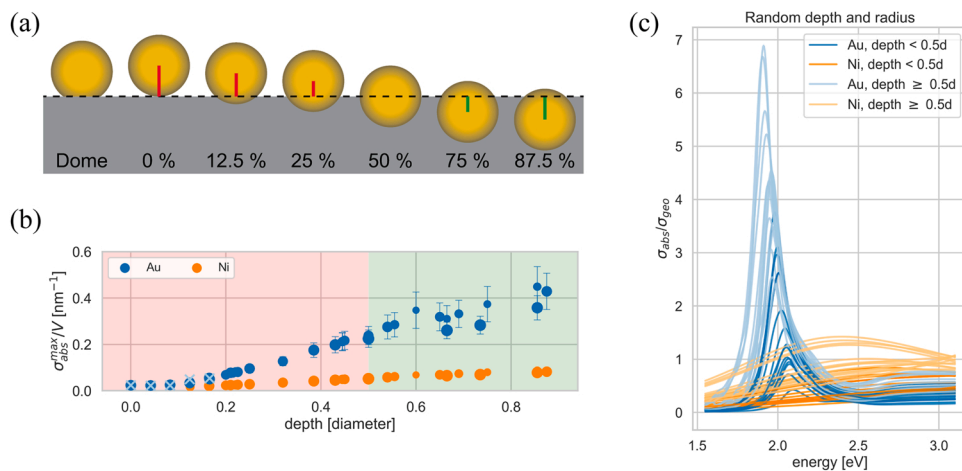 (a)
Dome 0 % 12.5 % 25 % 50 % 75 % 87.5 %
(b)
σ_abs^max/V [nm⁻¹]
0.6
0.4
0.2
0.0
Au Ni
0.0 0.2 0.4 0.6 0.8
depth [diameter]
(c)
Random depth and radius
σ_abs/σ_geo
7
6
5
4
3
2
1
0
Au, depth < 0.5d
Ni, depth < 0.5d
Au, depth ≥ 0.5d
Ni, depth ≥ 0.5d
1.5 2.0 2.5 3.0
energy [eV]